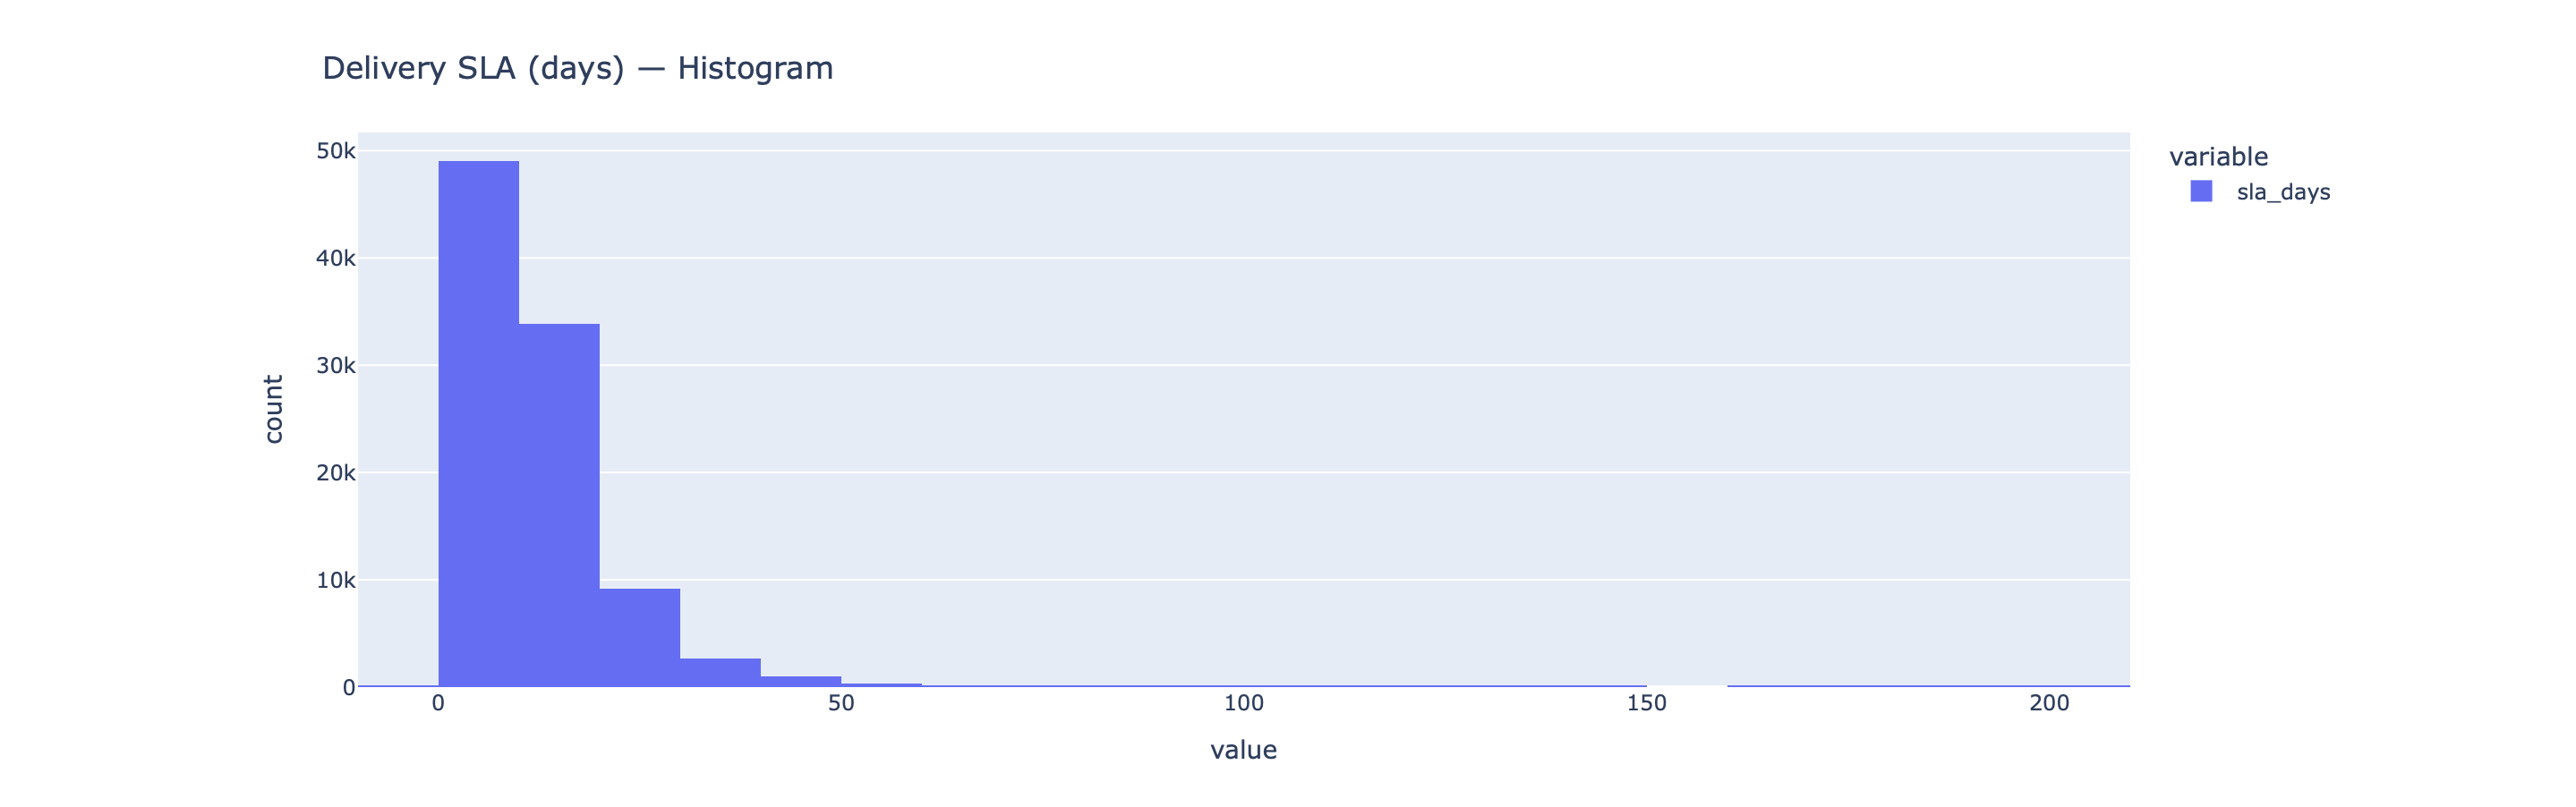 Delivery SLA (days) — Histogram
variable
sla_days
50k
40k
30k
20k
10k
0
count
0 50 100 150 200
value